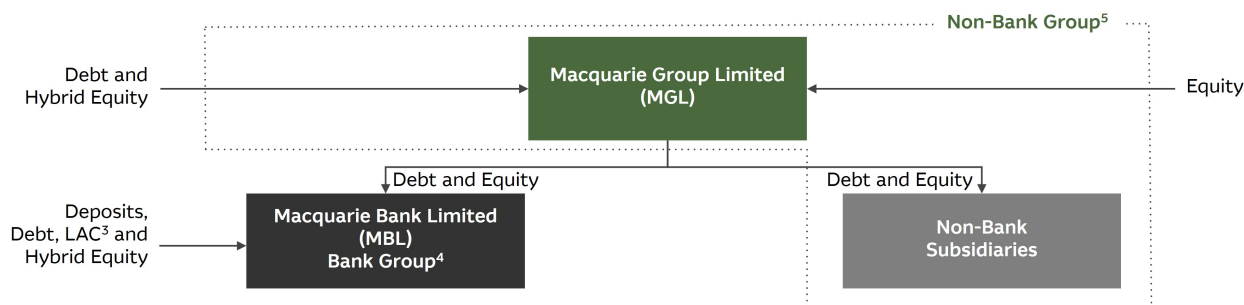 Non-Bank Group⁵
Debt and
Hybrid Equity
Macquarie Group Limited
(MGL)
Equity
Debt and Equity
Debt and Equity
Deposits,
Debt, LAC³ and
Hybrid Equity
Macquarie Bank Limited
(MBL)
Bank Group⁴
Non-Bank
Subsidiaries